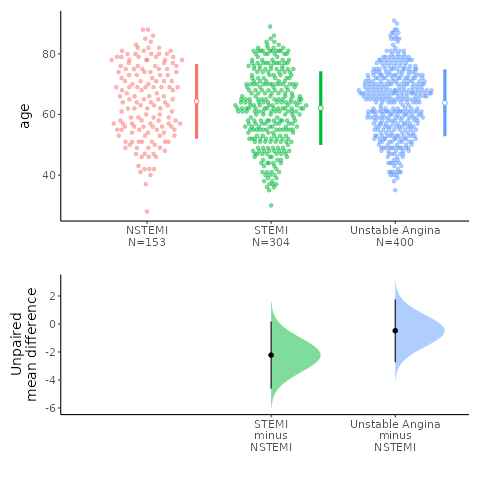 age
80
60
40
NSTEMI
N=153
STEMI
N=304
Unstable Angina
N=400
Unpaired
mean difference
2
0
-2
-4
-6
STEMI
minus
NSTEMI
Unstable Angina
minus
NSTEMI